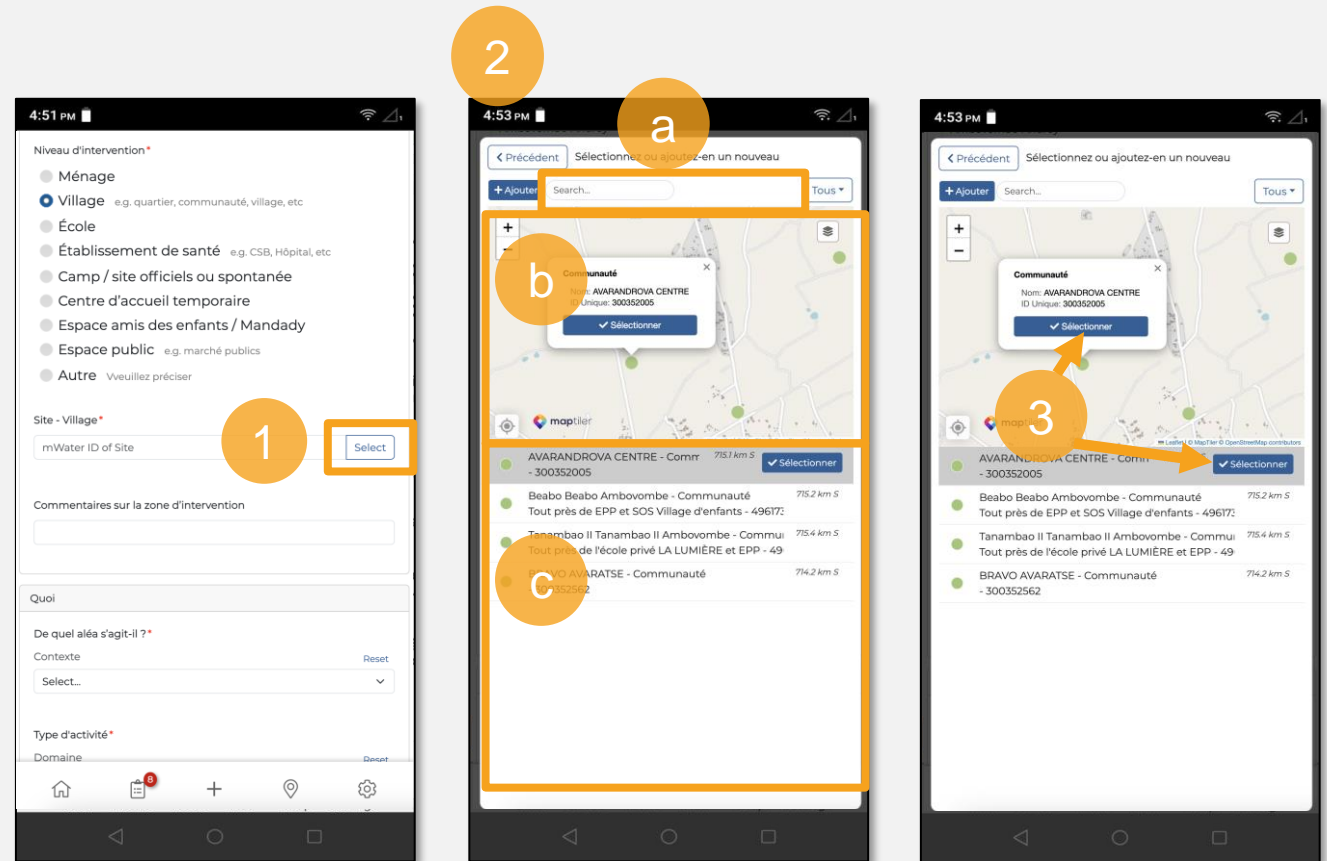 2
4:51 PM
Niveau d'intervention*
Ménage
Village e.g. quartier, communauté, village, etc
École
Établissement de santé e.g. CSB, Hôpital, etc
Camp / site officiels ou spontanée
Centre d'accueil temporaire
Espace amis des enfants / Mandady
Espace public e.g. marché publics
Autre Vveuillez préciser
Site - Village*
mWater ID of Site
Select
1
Commentaires sur la zone d'intervention
Quoi
De quel aléa s'agit-il ?*
Contexte
Reset
Select...
Type d'activité*
Domaine
Reset
8
4:53 PM
a
Précédent
Sélectionnez ou ajoutez-en un nouveau
+ Ajouter
Search...
Tous
+
−
b
Communauté
×
Nom: AVARANDROVA CENTRE
ID Unique: 300352005
Sélectionner
maptiler
AVARANDROVA CENTRE - Comm 715.1 km S
- 300352005
Sélectionner
Beabo Beabo Ambovombe - Communauté 715.2 km S
Tout près de EPP et SOS Village d'enfants - 496173
Tanambao II Tanambao II Ambovombe - Commu 715.4 km S
Tout près de l'école privé LA LUMIÈRE et EPP - 49
BRAVO AVARATSE - Communauté 714.2 km S
- 300352562
c
4:53 PM
Précédent
Sélectionnez ou ajoutez-en un nouveau
+ Ajouter
Search...
Tous
+
−
Communauté
×
Nom: AVARANDROVA CENTRE
ID Unique: 300352005
Sélectionner
3
maptiler
Leaflet | © MapTiler © OpenStreetMap contributors
AVARANDROVA CENTRE - Comm
- 300352005
Sélectionner
Beabo Beabo Ambovombe - Communauté 715.2 km S
Tout près de EPP et SOS Village d'enfants - 496173
Tanambao II Tanambao II Ambovombe - Commu 715.4 km S
Tout près de l'école privé LA LUMIÈRE et EPP - 49
BRAVO AVARATSE - Communauté 714.2 km S
- 300352562